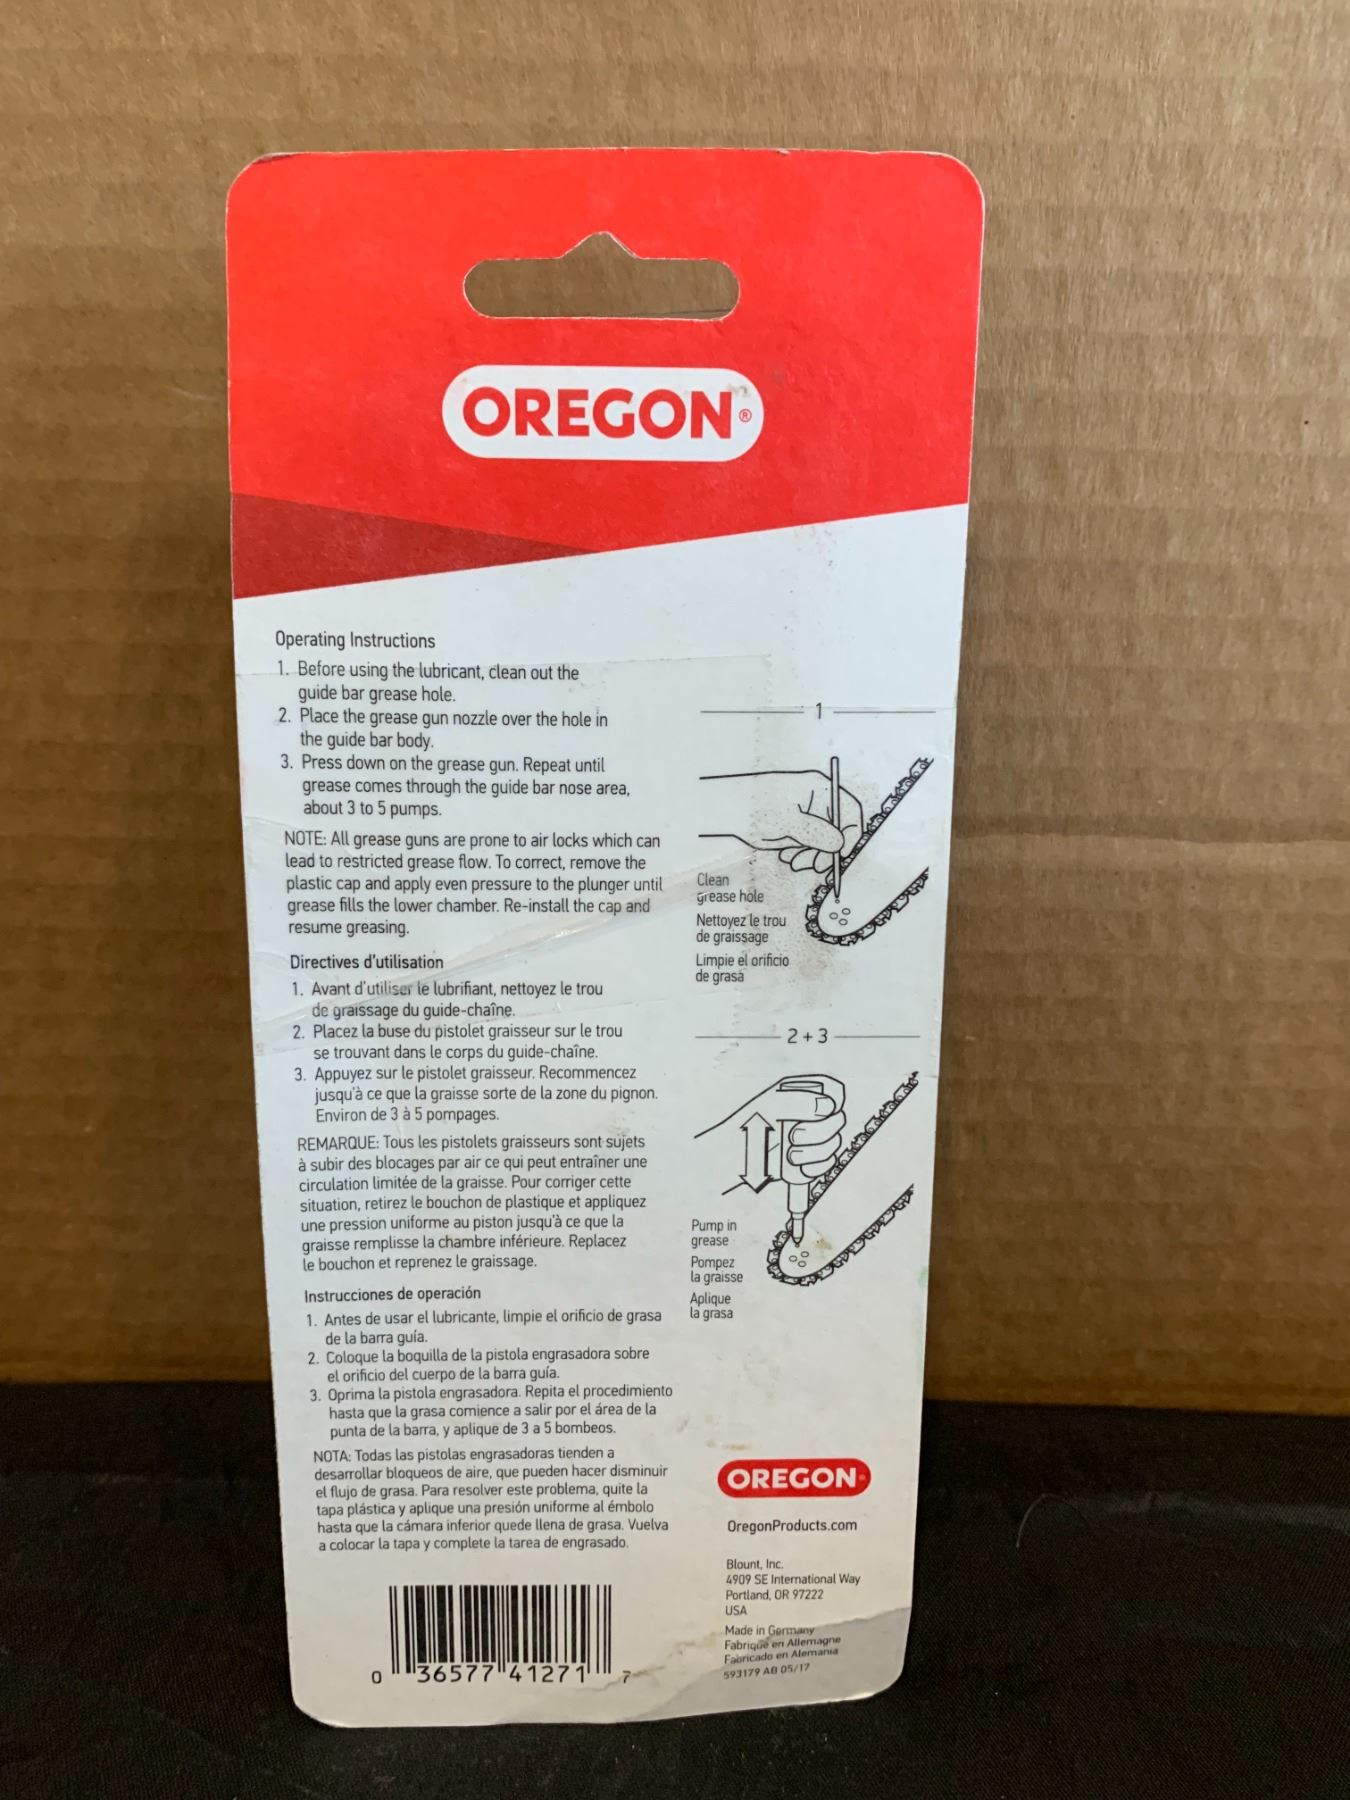 OREGON®
Operating Instructions
1. Before using the lubricant, clean out the
guide bar grease hole.
2. Place the grease gun nozzle over the hole in
the guide bar body.
3. Press down on the grease gun. Repeat until
grease comes through the guide bar nose area,
about 3 to 5 pumps.
NOTE: All grease guns are prone to air locks which can
lead to restricted grease flow. To correct, remove the
plastic cap and apply even pressure to the plunger until
grease fills the lower chamber. Re-install the cap and
resume greasing.
Directives d'utilisation
1. Avant d'utiliser le lubrifiant, nettoyez le trou
de graissage du guide-chaîne.
2. Placez la buse du pistolet graisseur sur le trou
se trouvant dans le corps du guide-chaîne.
3. Appuyez sur le pistolet graisseur. Recommencez
jusqu'à ce que la graisse sorte de la zone du pignon.
Environ de 3 à 5 pompages.
REMARQUE: Tous les pistolets graisseurs sont sujets
à subir des blocages par air ce qui peut entraîner une
circulation limitée de la graisse. Pour corriger cette
situation, retirez le bouchon de plastique et appliquez
une pression uniforme au piston jusqu'à ce que la
graisse remplisse la chambre inférieure. Replacez
le bouchon et reprenez le graissage.
Instrucciones de operación
1. Antes de usar el lubricante, limpie el orificio de grasa
de la barra guía.
2. Coloque la boquilla de la pistola engrasadora sobre
el orificio del cuerpo de la barra guía.
3. Oprima la pistola engrasadora. Repita el procedimiento
hasta que la grasa comience a salir por el área de la
punta de la barra, y aplique de 3 a 5 bombeos.
NOTA: Todas las pistolas engrasadoras tienden a
desarrollar bloqueos de aire, que pueden hacer disminuir
el flujo de grasa. Para resolver este problema, quite la
tapa plástica y aplique una presión uniforme al émbolo
hasta que la cámara inferior quede llena de grasa. Vuelva
a colocar la tapa y complete la tarea de engrasado.
0 36577 41271 7
1
Clean
grease hole
Nettoyez le trou
de graissage
Limpie el orificio
de grasa
2 + 3
Pump in
grease
Pompez
la graisse
Aplique
la grasa
OREGON®
OregonProducts.com
Blount, Inc.
4909 SE International Way
Portland, OR 97222
USA
Made in Germany
Fabriqué en Allemagne
Fabricado en Alemania
593179 AB 05/17